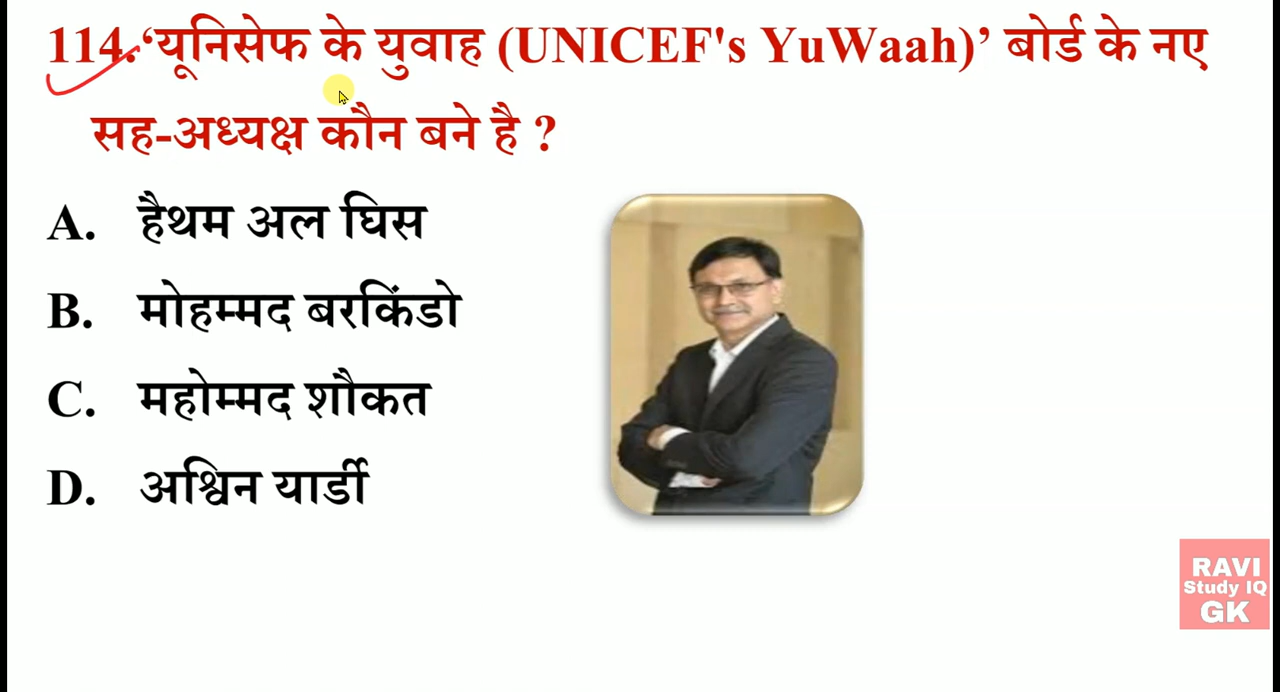 114. ‘यूनिसेफ के युवाह (UNICEF's YuWaah)’ बोर्ड के नए
सह-अध्यक्ष कौन बने है ?
A. हैथम अल घिस
B. मोहम्मद बरकिंडो
C. महोम्मद शौकत
D. अश्विन यार्डी
RAVI
Study IQ
GK